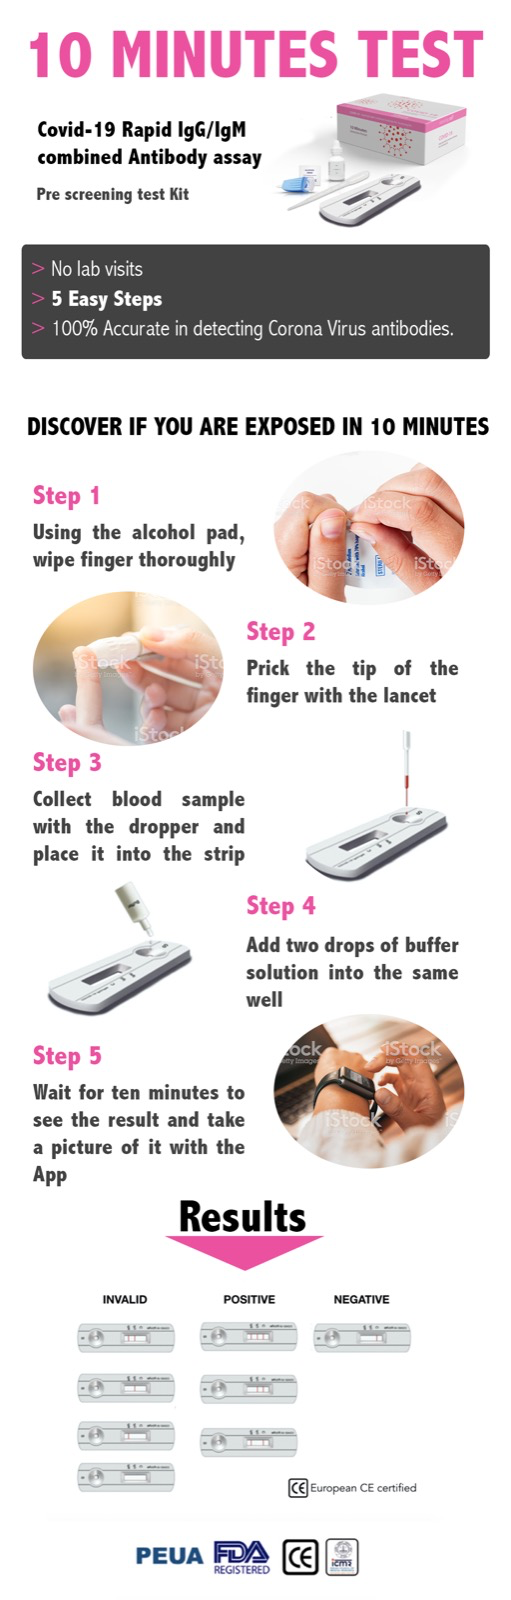 10 MINUTES TEST
Covid-19 Rapid IgG/IgM
combined Antibody assay
Pre screening test Kit
> No lab visits
> 5 Easy Steps
> 100% Accurate in detecting Corona Virus antibodies.
DISCOVER IF YOU ARE EXPOSED IN 10 MINUTES
Step 1
Using the alcohol pad,
wipe finger thoroughly
iStock
Step 2
Prick the tip of the
finger with the lancet
iStock
Step 3
Collect blood sample
with the dropper and
place it into the strip
Step 4
Add two drops of buffer
solution into the same
well
Step 5
Wait for ten minutes to
see the result and take
a picture of it with the
App
iStock
by Getty Images
Results
INVALID POSITIVE NEGATIVE
CE European CE certified
PEUA FDA CE icmr
REGISTERED